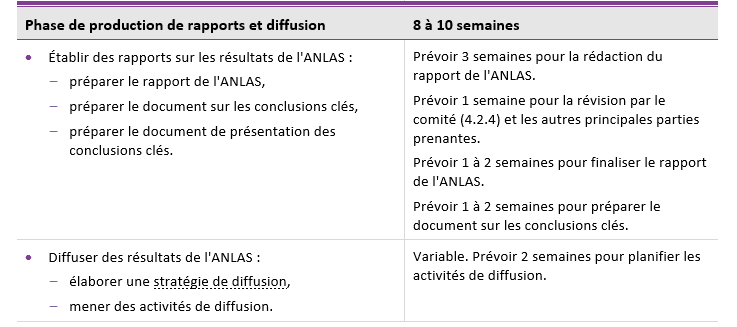 Phase de production de rapports et diffusion
8 à 10 semaines
• Établir des rapports sur les résultats de l'ANLAS :
– préparer le rapport de l'ANLAS,
– préparer le document sur les conclusions clés,
– préparer le document de présentation des
conclusions clés.
Prévoir 3 semaines pour la rédaction du
rapport de l'ANLAS.
Prévoir 1 semaine pour la révision par le
comité (4.2.4) et les autres principales parties
prenantes.
Prévoir 1 à 2 semaines pour finaliser le rapport
de l'ANLAS.
Prévoir 1 à 2 semaines pour préparer le
document sur les conclusions clés.
• Diffuser des résultats de l'ANLAS :
– élaborer une stratégie de diffusion,
– mener des activités de diffusion.
Variable. Prévoir 2 semaines pour planifier les
activités de diffusion.